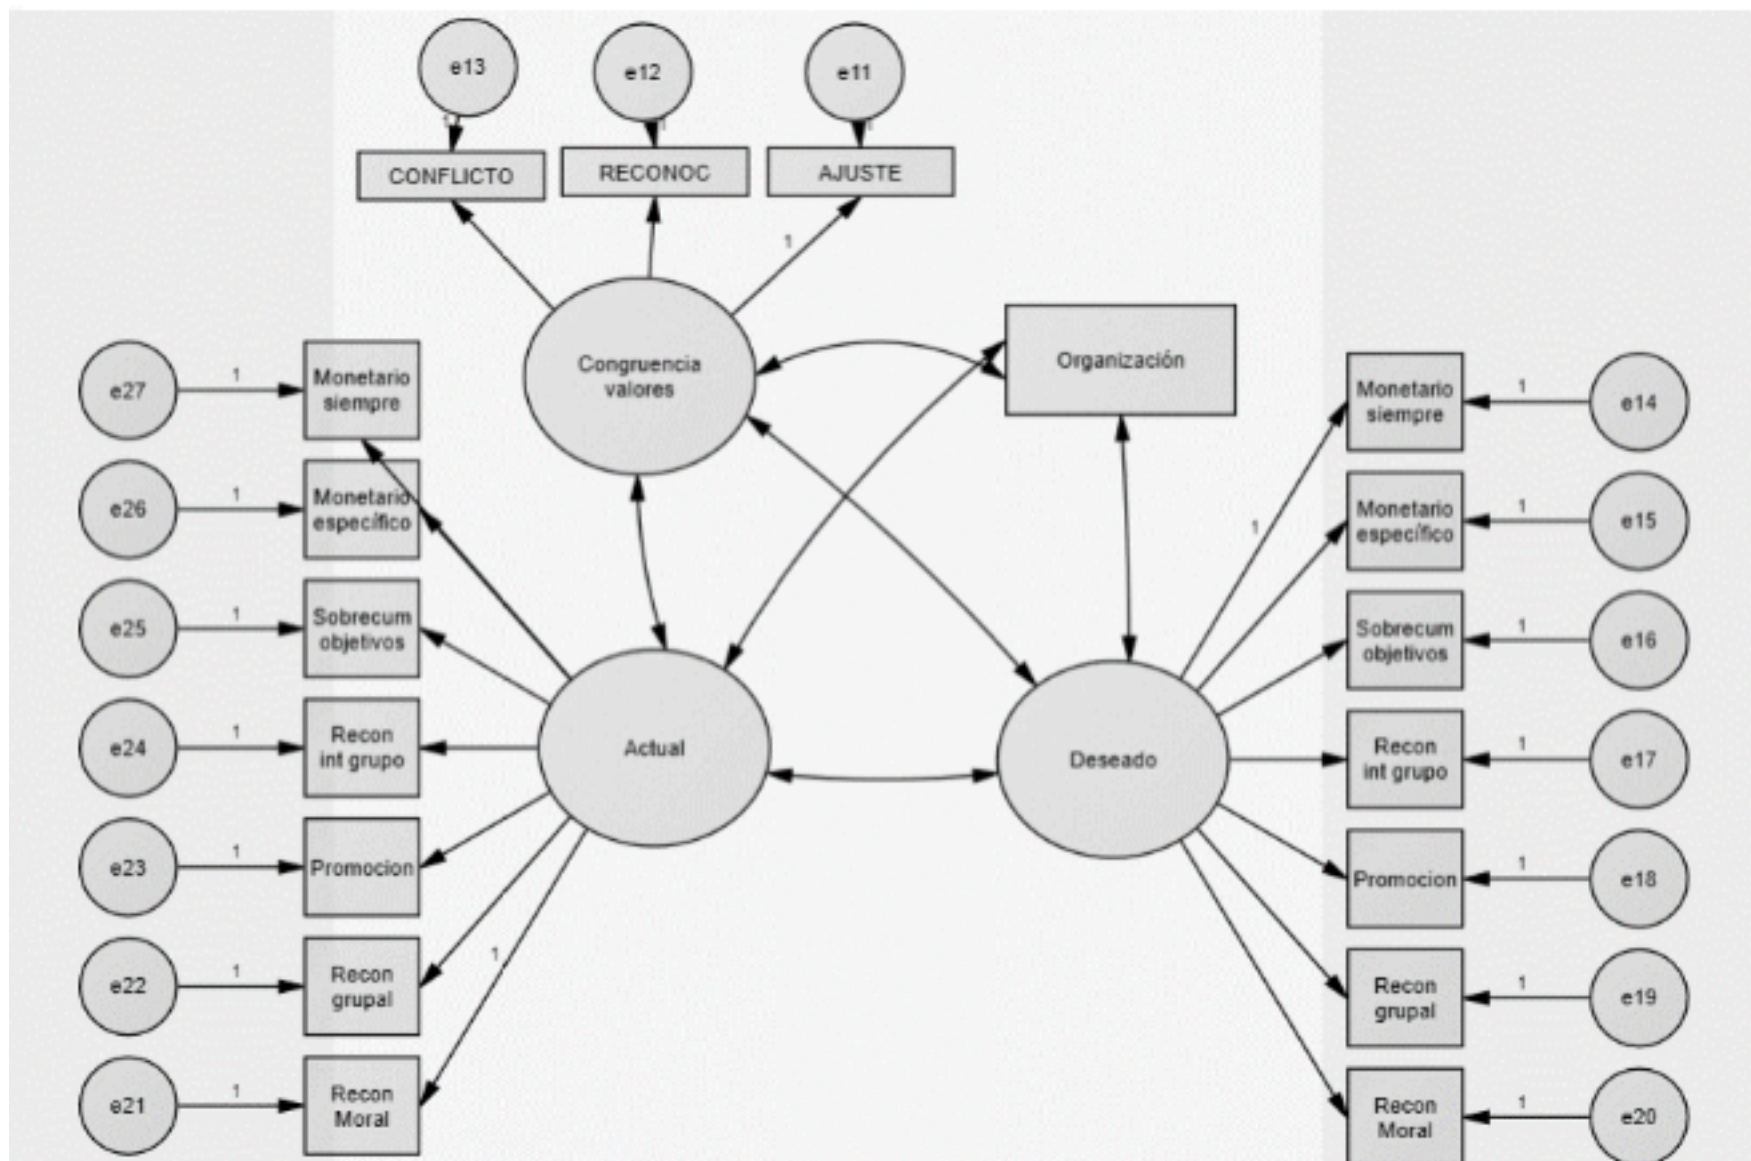 e13
e12
e11
1
1
1
CONFLICTO
RECONOC
AJUSTE
1
Congruencia
valores
Organización
e27
1
Monetario
siempre
e26
1
Monetario
específico
e25
1
Sobrecum
objetivos
e24
1
Recon
int grupo
e23
1
Promocion
e22
1
Recon
grupal
e21
1
Recon
Moral
1
Actual
Deseado
1
Monetario
siempre
1
e14
Monetario
específico
1
e15
Sobrecum
objetivos
1
e16
Recon
int grupo
1
e17
Promocion
1
e18
Recon
grupal
1
e19
Recon
Moral
1
e20